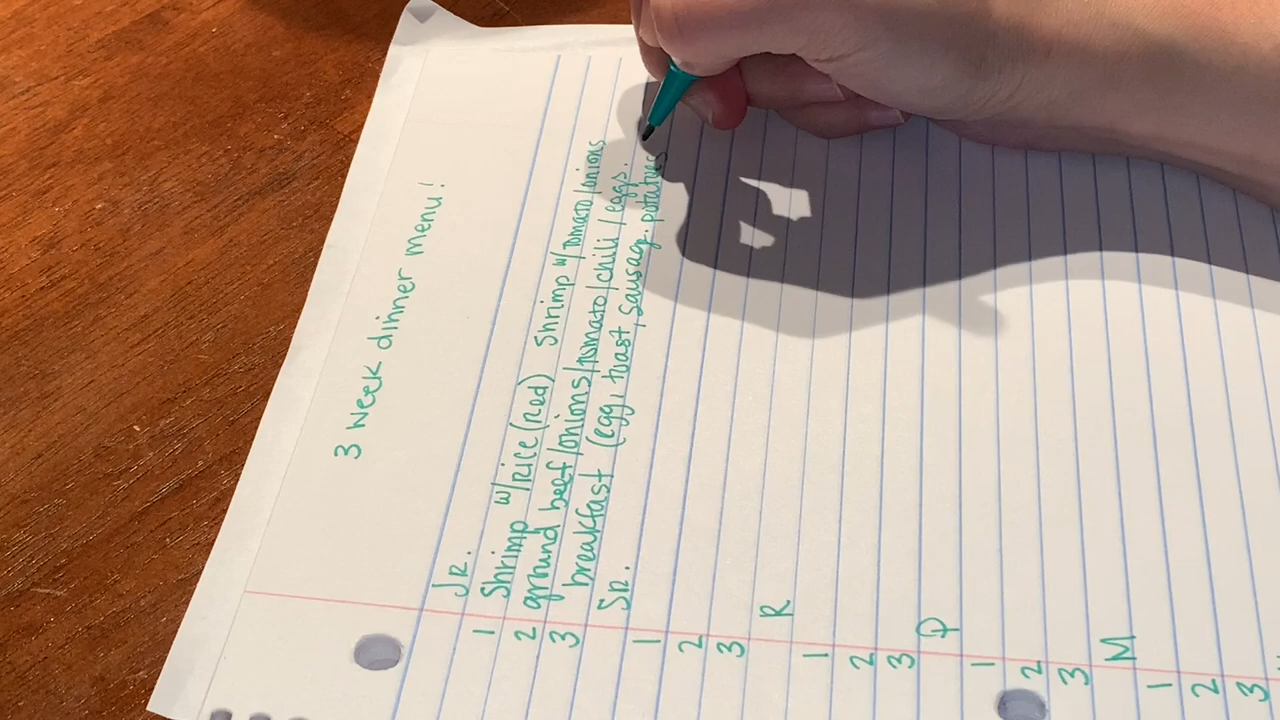 3 week dinner menu!
JR.
1 Shrimp w/Rice (red) Shrimp w/tomato/onions
2 ground beef/onions/tomato/chili/eggs.
3 breakfast (egg, toast, sausag. potatoes
SR.
1
2
3
R
1
2
3
P
1
2
3
M
1
2
3